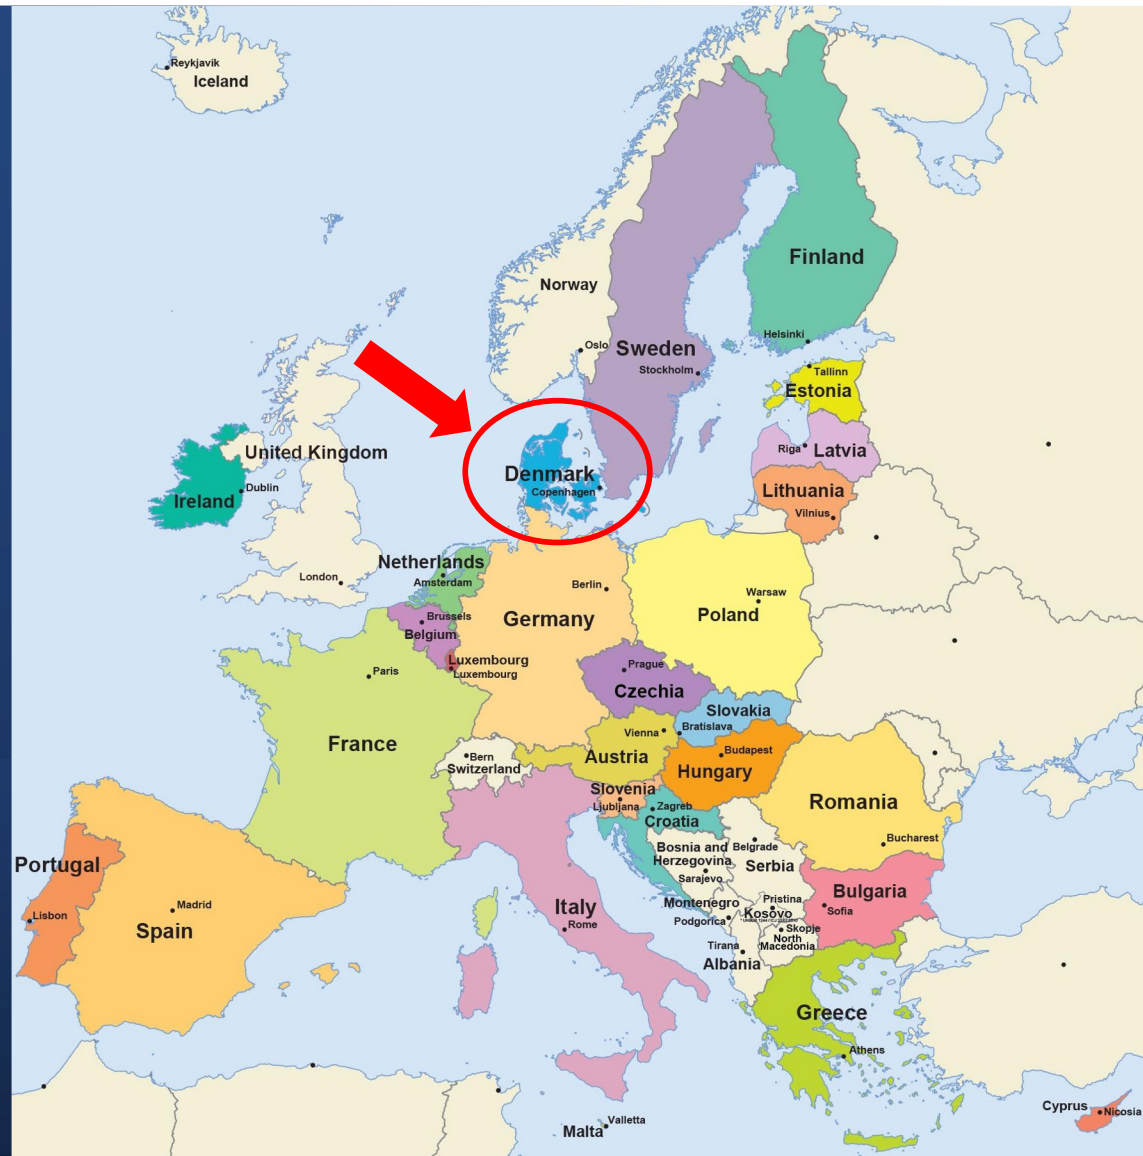 Reykjavik
Iceland
Finland
Norway
Helsinki
Oslo
Sweden
Stockholm
Tallinn
Estonia
United Kingdom
Riga
Latvia
Denmark
Copenhagen
Dublin
Ireland
Lithuania
Vilnius
Netherlands
Amsterdam
London
Berlin
Warsaw
Brussels
Belgium
Germany
Poland
Luxembourg
Luxembourg
Paris
Prague
Czechia
Slovakia
Bratislava
France
Vienna
Austria
Bern
Switzerland
Budapest
Hungary
Slovenia
Ljubljana
Zagreb
Croatia
Romania
Bucharest
Bosnia and
Herzegovina
Sarajevo
Belgrade
Serbia
Portugal
Lisbon
Madrid
Spain
Italy
Rome
Montenegro
Podgorica
Pristina
Kosovo
Bulgaria
Sofia
Skopje
North
Macedonia
Tirana
Albania
Greece
Athens
Valletta
Malta
Cyprus
Nicosia